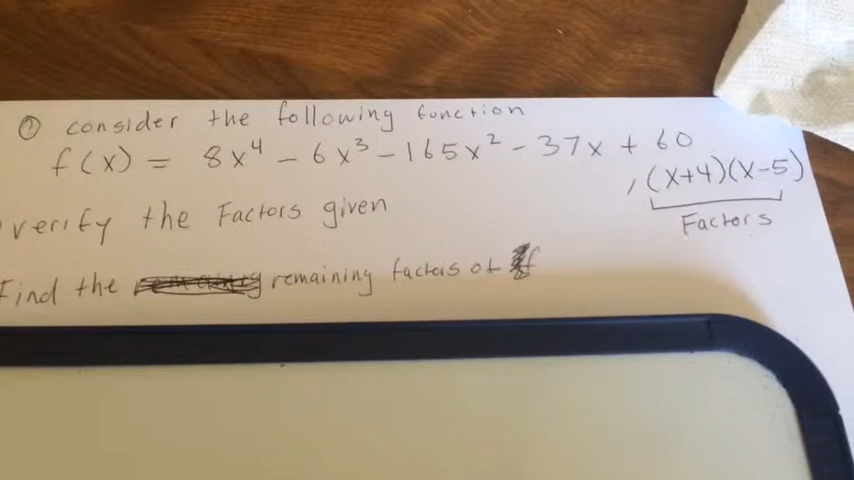 ② consider the following function
f(x) = 8x⁴ - 6x³ - 165x² - 37x + 60
, (x+4)(x-5)
Factors
verify the Factors given
Find the remaining factors of f